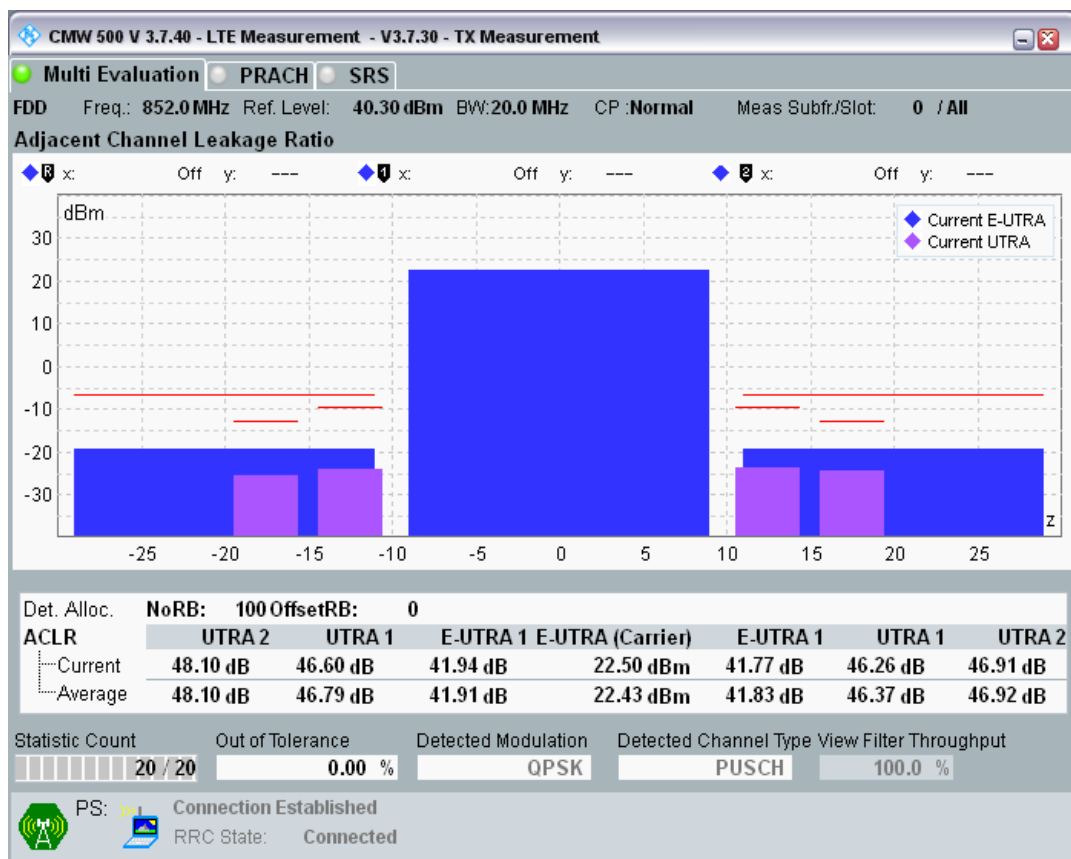 CMW 500 V 3.7.40 - LTE Measurement - V3.7.30 - TX Measurement
Multi Evaluation PRACH SRS
FDD Freq.: 852.0 MHz Ref. Level: 40.30 dBm BW:20.0 MHz CP :Normal Meas Subfr./Slot: 0 / All
Adjacent Channel Leakage Ratio
R x: Off y: --- 1 x: Off y: --- 2 x: Off y: ---
dBm
Current E-UTRA
Current UTRA
30
20
10
0
-10
-20
-30
z
-25 -20 -15 -10 -5 0 5 10 15 20 25
Det. Alloc. NoRB: 100 OffsetRB: 0
ACLR UTRA 2 UTRA 1 E-UTRA 1 E-UTRA (Carrier) E-UTRA 1 UTRA 1 UTRA 2
Current 48.10 dB 46.60 dB 41.94 dB 22.50 dBm 41.77 dB 46.26 dB 46.91 dB
Average 48.10 dB 46.79 dB 41.91 dB 22.43 dBm 41.83 dB 46.37 dB 46.92 dB
Statistic Count Out of Tolerance Detected Modulation Detected Channel Type View Filter Throughput
20 / 20 0.00 % QPSK PUSCH 100.0 %
PS: Connection Established
RRC State: Connected